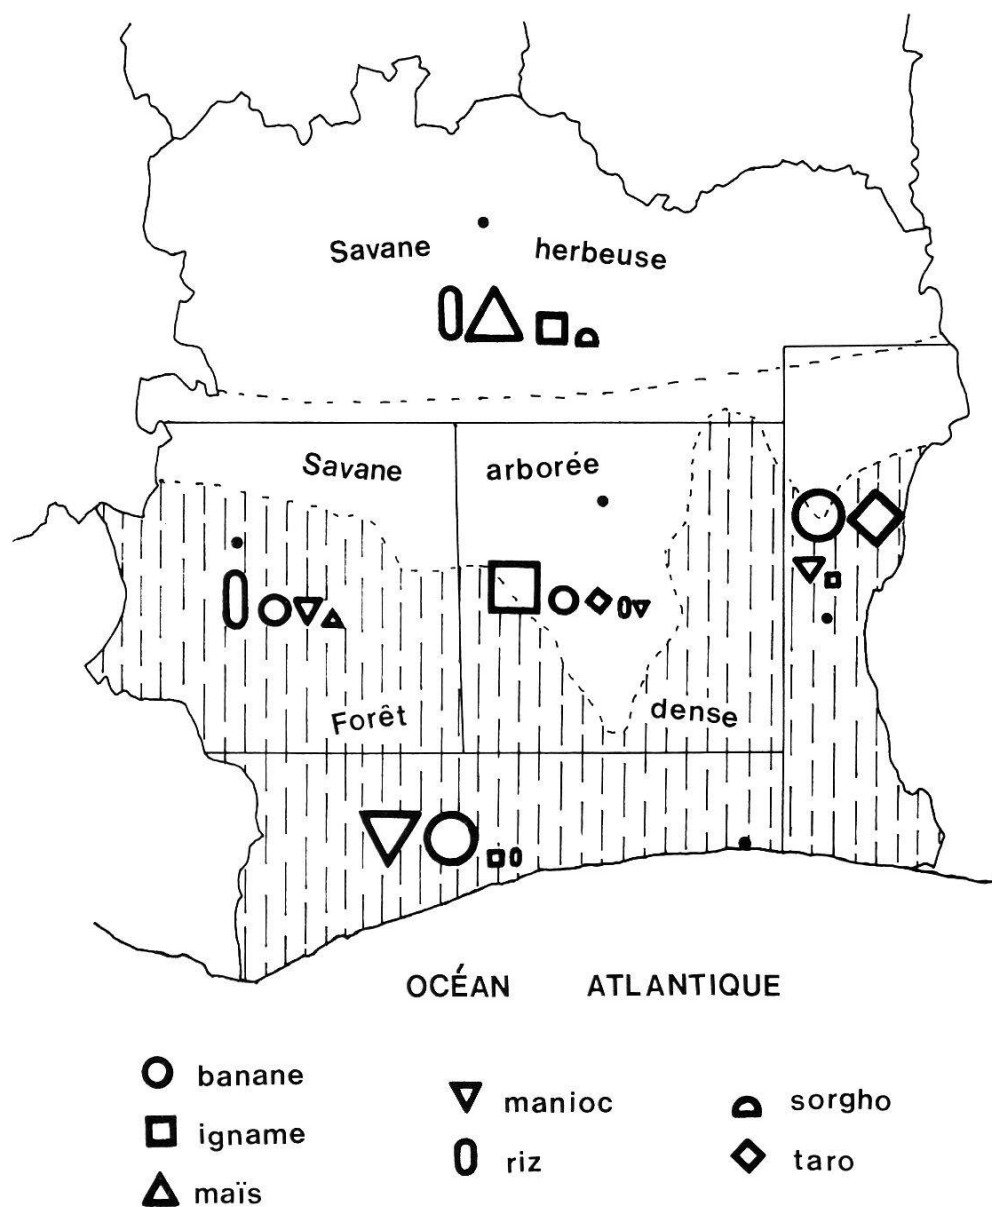 Savane herbeuse
Savane arborée
Forêt dense
OCÉAN ATLANTIQUE
banane
igname
maïs
manioc
riz
sorgho
taro